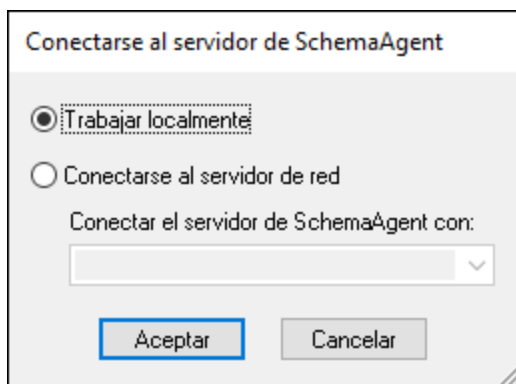 Conectarse al servidor de SchemaAgent
Trabajar localmente
Conectarse al servidor de red
Conectar el servidor de SchemaAgent con:
Aceptar
Cancelar